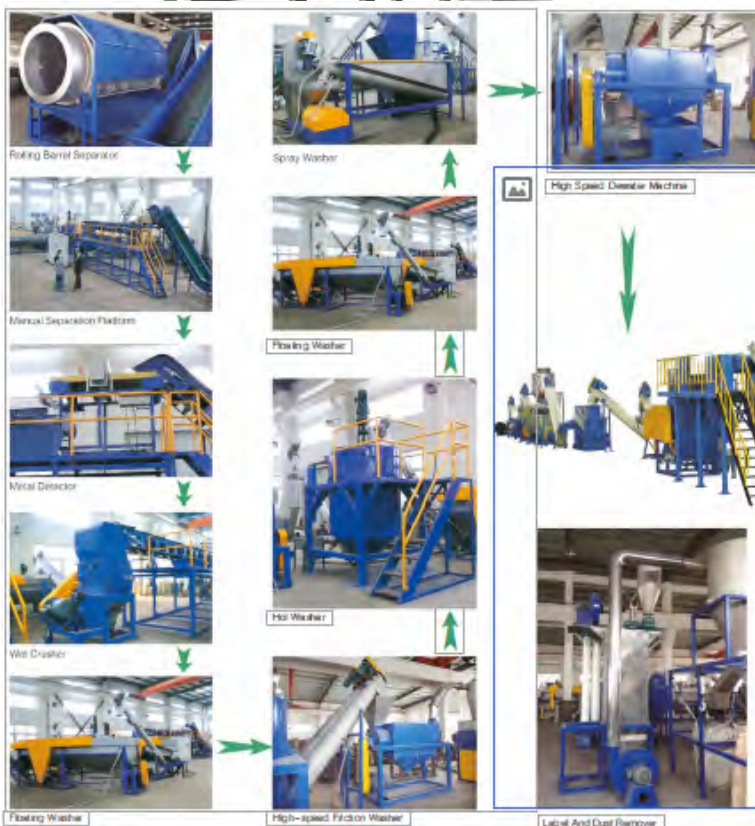 Rolling Barrel Separator
Manual Separation Platform
Metal Detector
Wet Crusher
Floating Washer
High-speed Friction Washer
Hot Washer
Floating Washer
Spray Washer
High Speed Dewater Machine
Label And Dust Remover